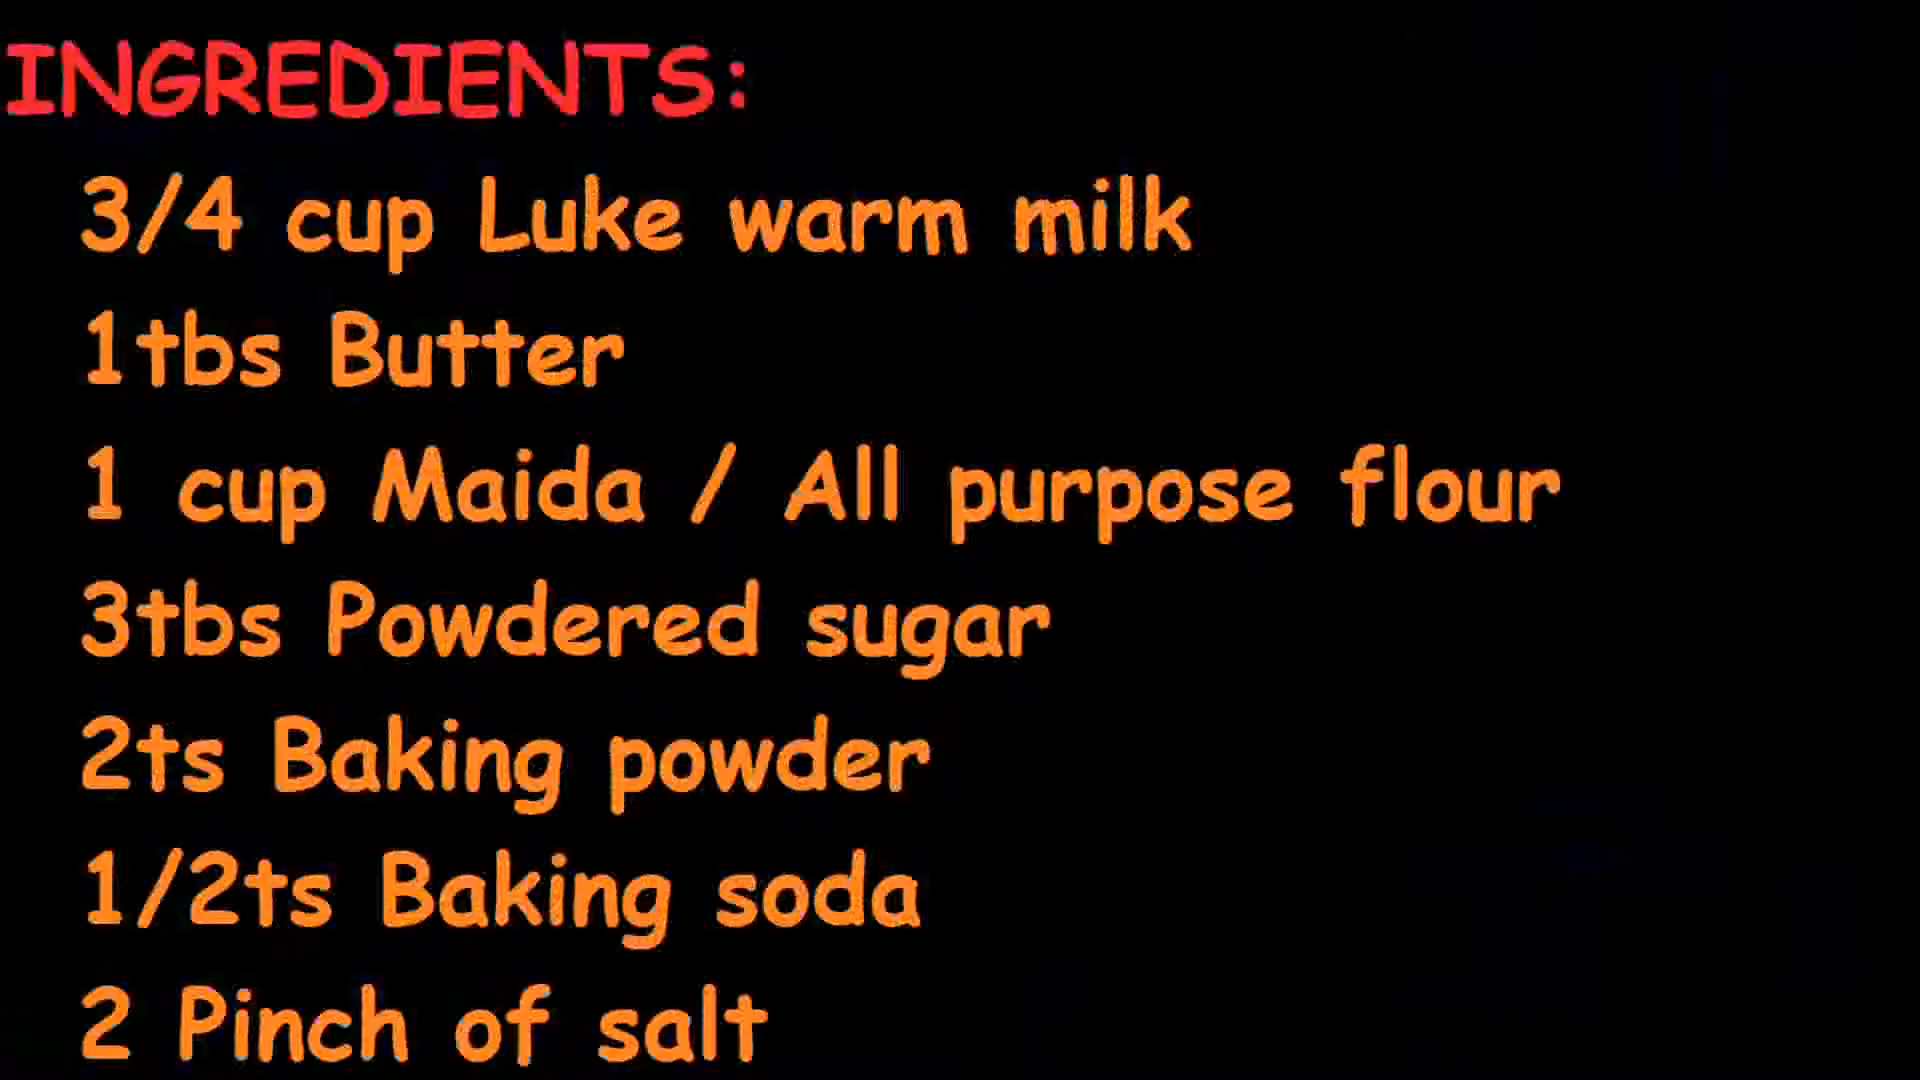 INGREDIENTS:
3/4 cup Luke warm milk
1tbs Butter
1 cup Maida / All purpose flour
3tbs Powdered sugar
2ts Baking powder
1/2ts Baking soda
2 Pinch of salt